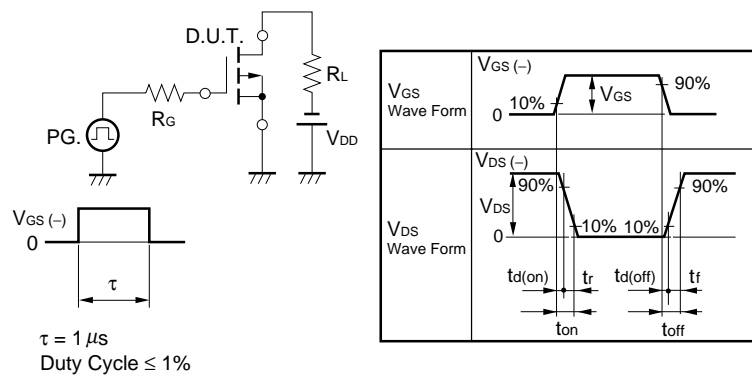 D.U.T.
RL
RG
PG.
VDD
VGS (−)
0
τ
τ = 1 μs
Duty Cycle ≤ 1%
VGS
Wave Form
VGS (−)
10%
VGS
90%
0
VDS
Wave Form
VDS (−)
90%
90%
VDS
10% 10%
0
td(on) tr td(off) tf
ton toff